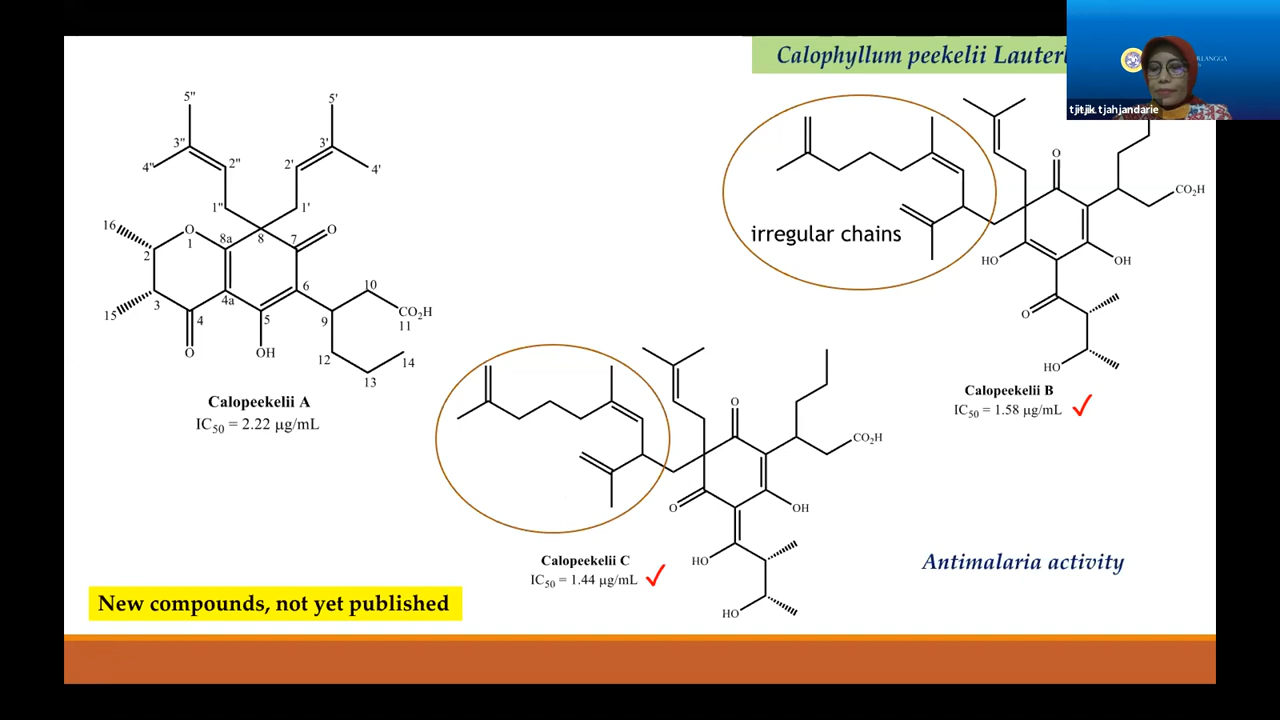 Calophyllum peekelii
RLANGGA
tjitjik. tjahjandarie
5''
5'
3''
3'
4''
2''
2'
4'
1''
1'
16
O
1
8a
8
7
O
2
3
15
4a
6
10
4
5
9
CO₂H
11
O
OH
12
14
13
Calopeekelii A
IC₅₀ = 2.22 µg/mL
O
CO₂H
irregular chains
HO
OH
O
HO
Calopeekelii B
IC₅₀ = 1.58 µg/mL
O
CO₂H
O
OH
HO
HO
Calopeekelii C
IC₅₀ = 1.44 µg/mL
Antimalaria activity
New compounds, not yet published